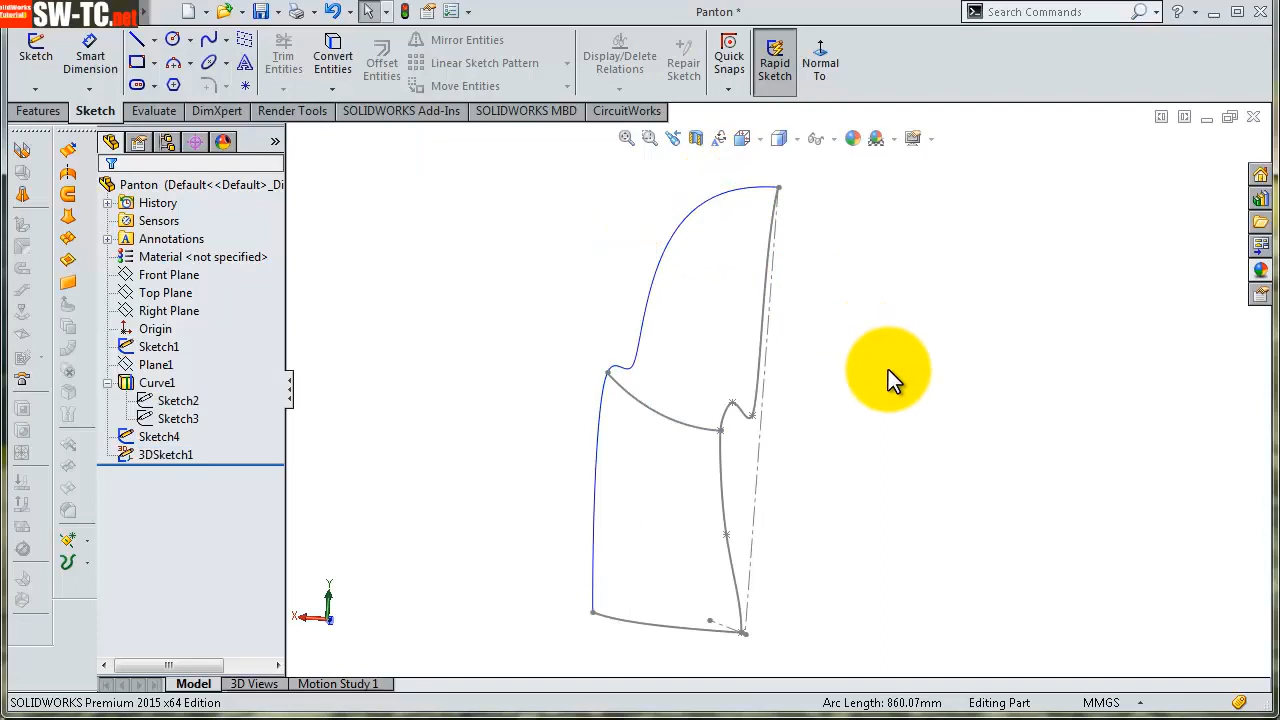 SolidWorks
Tutorial
SW-TC.net
Panton *
Search Commands
Sketch
Smart
Dimension
Trim
Entities
Convert
Entities
Offset
Entities
Mirror Entities
Linear Sketch Pattern
Move Entities
Display/Delete
Relations
Repair
Sketch
Quick
Snaps
Rapid
Sketch
Normal
To
Features
Sketch
Evaluate
DimXpert
Render Tools
SOLIDWORKS Add-Ins
SOLIDWORKS MBD
CircuitWorks
Panton (Default<<Default>_Di
History
Sensors
Annotations
Material <not specified>
Front Plane
Top Plane
Right Plane
Origin
Sketch1
Plane1
Curve1
Sketch2
Sketch3
Sketch4
3D
3DSketch1
Y
X
Model
3D Views
Motion Study 1
SOLIDWORKS Premium 2015 x64 Edition
Arc Length: 860.07mm
Editing Part
MMGS